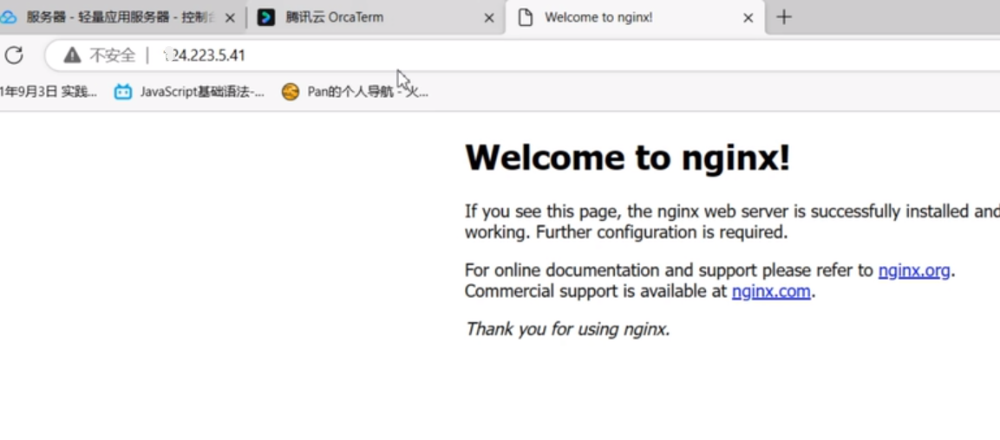 服务器 - 轻量应用服务器 - 控制台
腾讯云 OrcaTerm
Welcome to nginx!
不安全 | 24.223.5.41
1年9月3日 实践...
JavaScript基础语法-...
Pan的个人导航 - 火...
Welcome to nginx!
If you see this page, the nginx web server is successfully installed and
working. Further configuration is required.
For online documentation and support please refer to nginx.org.
Commercial support is available at nginx.com.
Thank you for using nginx.